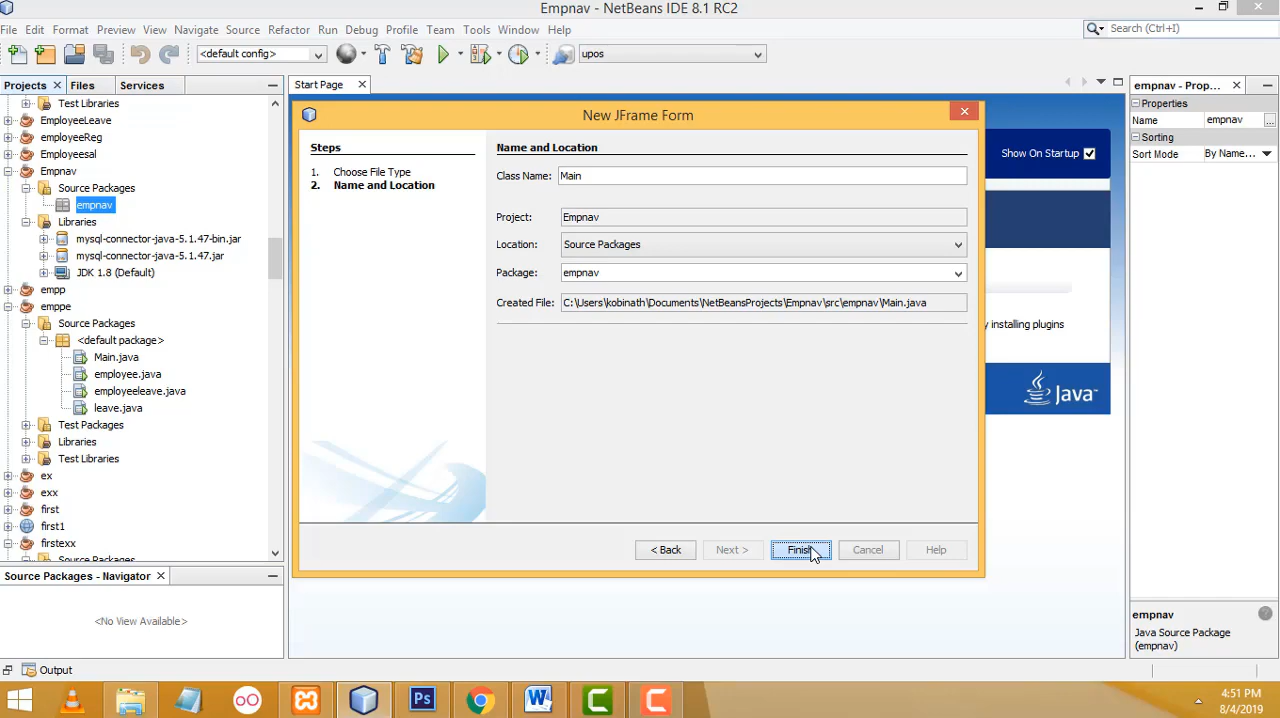 Empnav - NetBeans IDE 8.1 RC2
File Edit Format Preview View Navigate Source Refactor Run Debug Profile Team Tools Window Help
Search (Ctrl+I)
<default config>
upos
Projects Files Services
Start Page
empnav - Prop...
Test Libraries
EmployeeLeave
employeeReg
Employeesal
Empnav
Source Packages
empnav
Libraries
mysql-connector-java-5.1.47-bin.jar
mysql-connector-java-5.1.47.jar
JDK 1.8 (Default)
empp
emppe
Source Packages
<default package>
Main.java
employee.java
employeeleave.java
leave.java
Test Packages
Libraries
Test Libraries
ex
exx
first
first1
firstexx
Source Packages
Source Packages - Navigator
<No View Available>
Output
New JFrame Form
Steps
1. Choose File Type
2. Name and Location
Name and Location
Class Name: Main
Project: Empnav
Location: Source Packages
Package: empnav
Created File: C:\Users\kobinath\Documents\NetBeansProjects\Empnav\src\empnav\Main.java
< Back Next > Finish Cancel Help
Show On Startup
y installing plugins
Java
Properties
Name empnav ...
Sorting
Sort Mode By Name...
empnav
Java Source Package
(empnav)
Ps
W
4:51 PM
8/4/2019